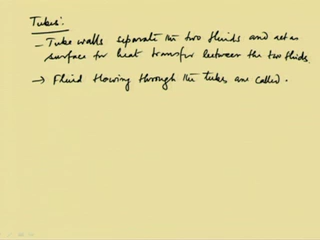 Tubes:
- Tube walls separate the two fluids and act as
surface for heat transfer between the two fluids.
→ Fluid flowing through the tubes are called.